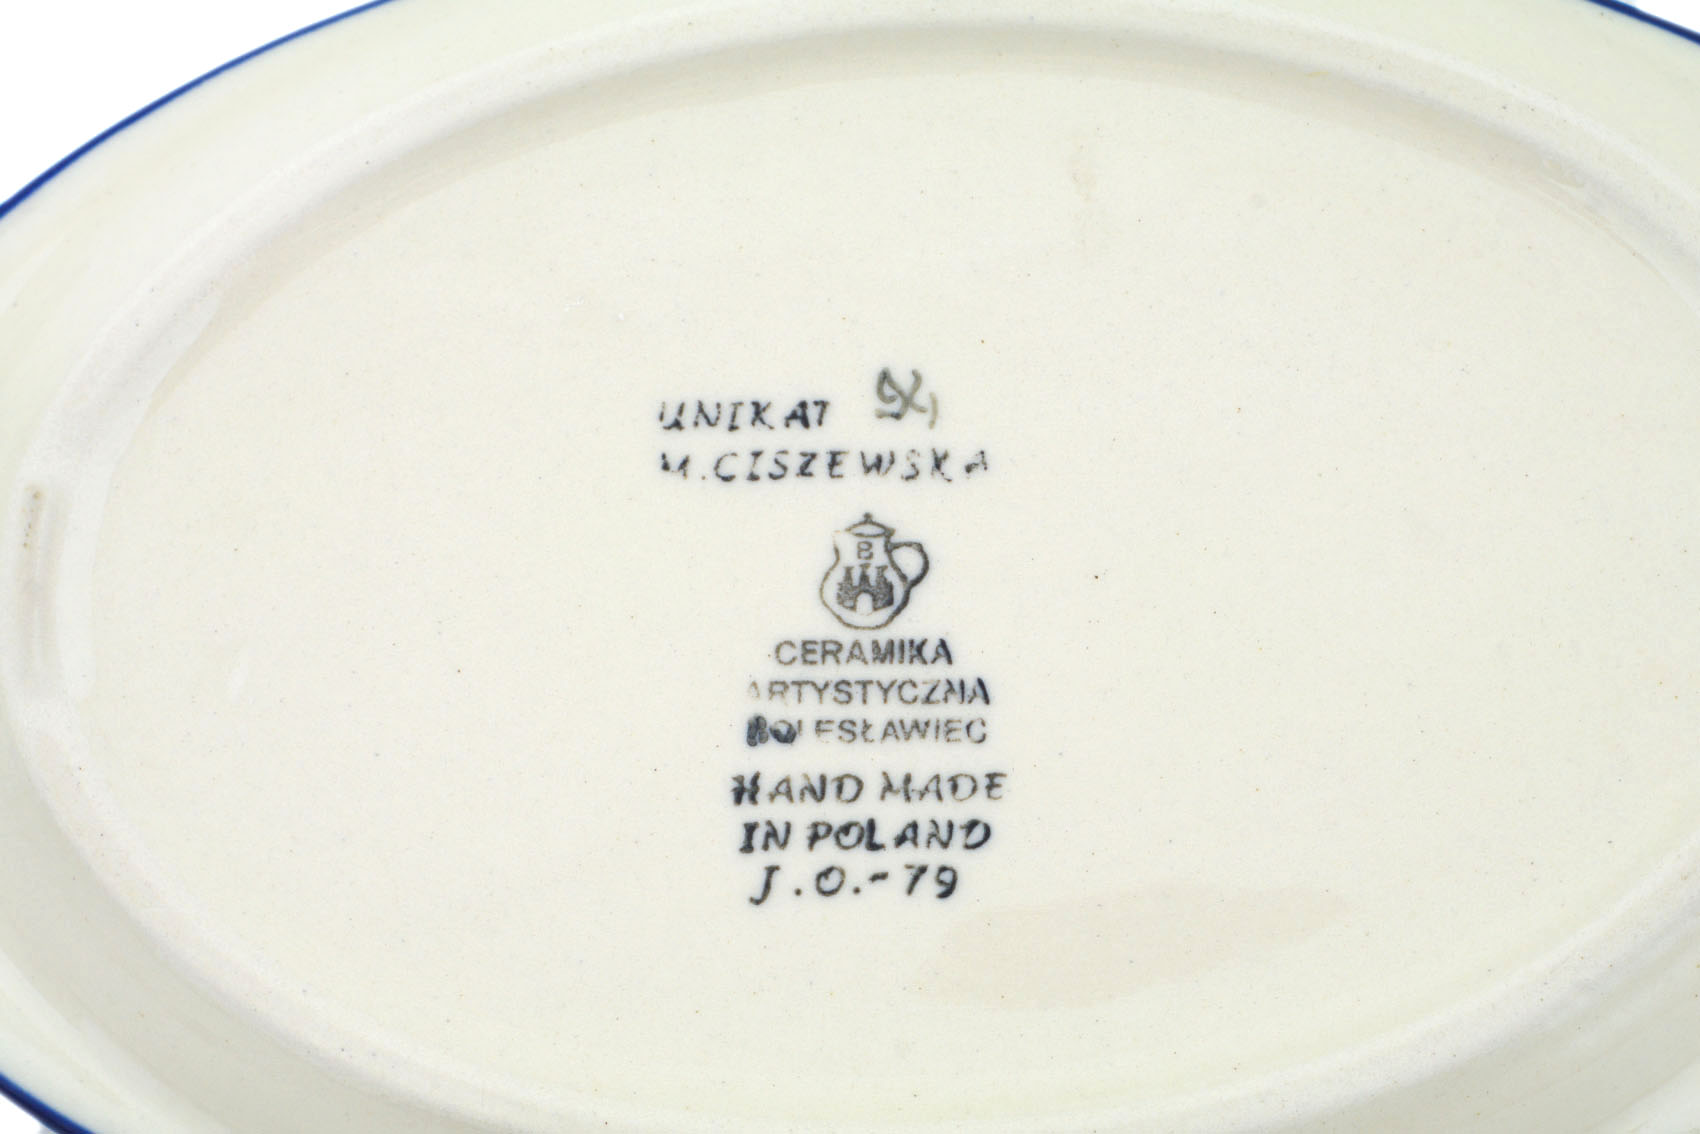 UNIKAT
M.CISZEWSKA
B
CERAMIKA
ARTYSTYCZNA
BOLESŁAWIEC
HAND MADE
IN POLAND
J.O.-79